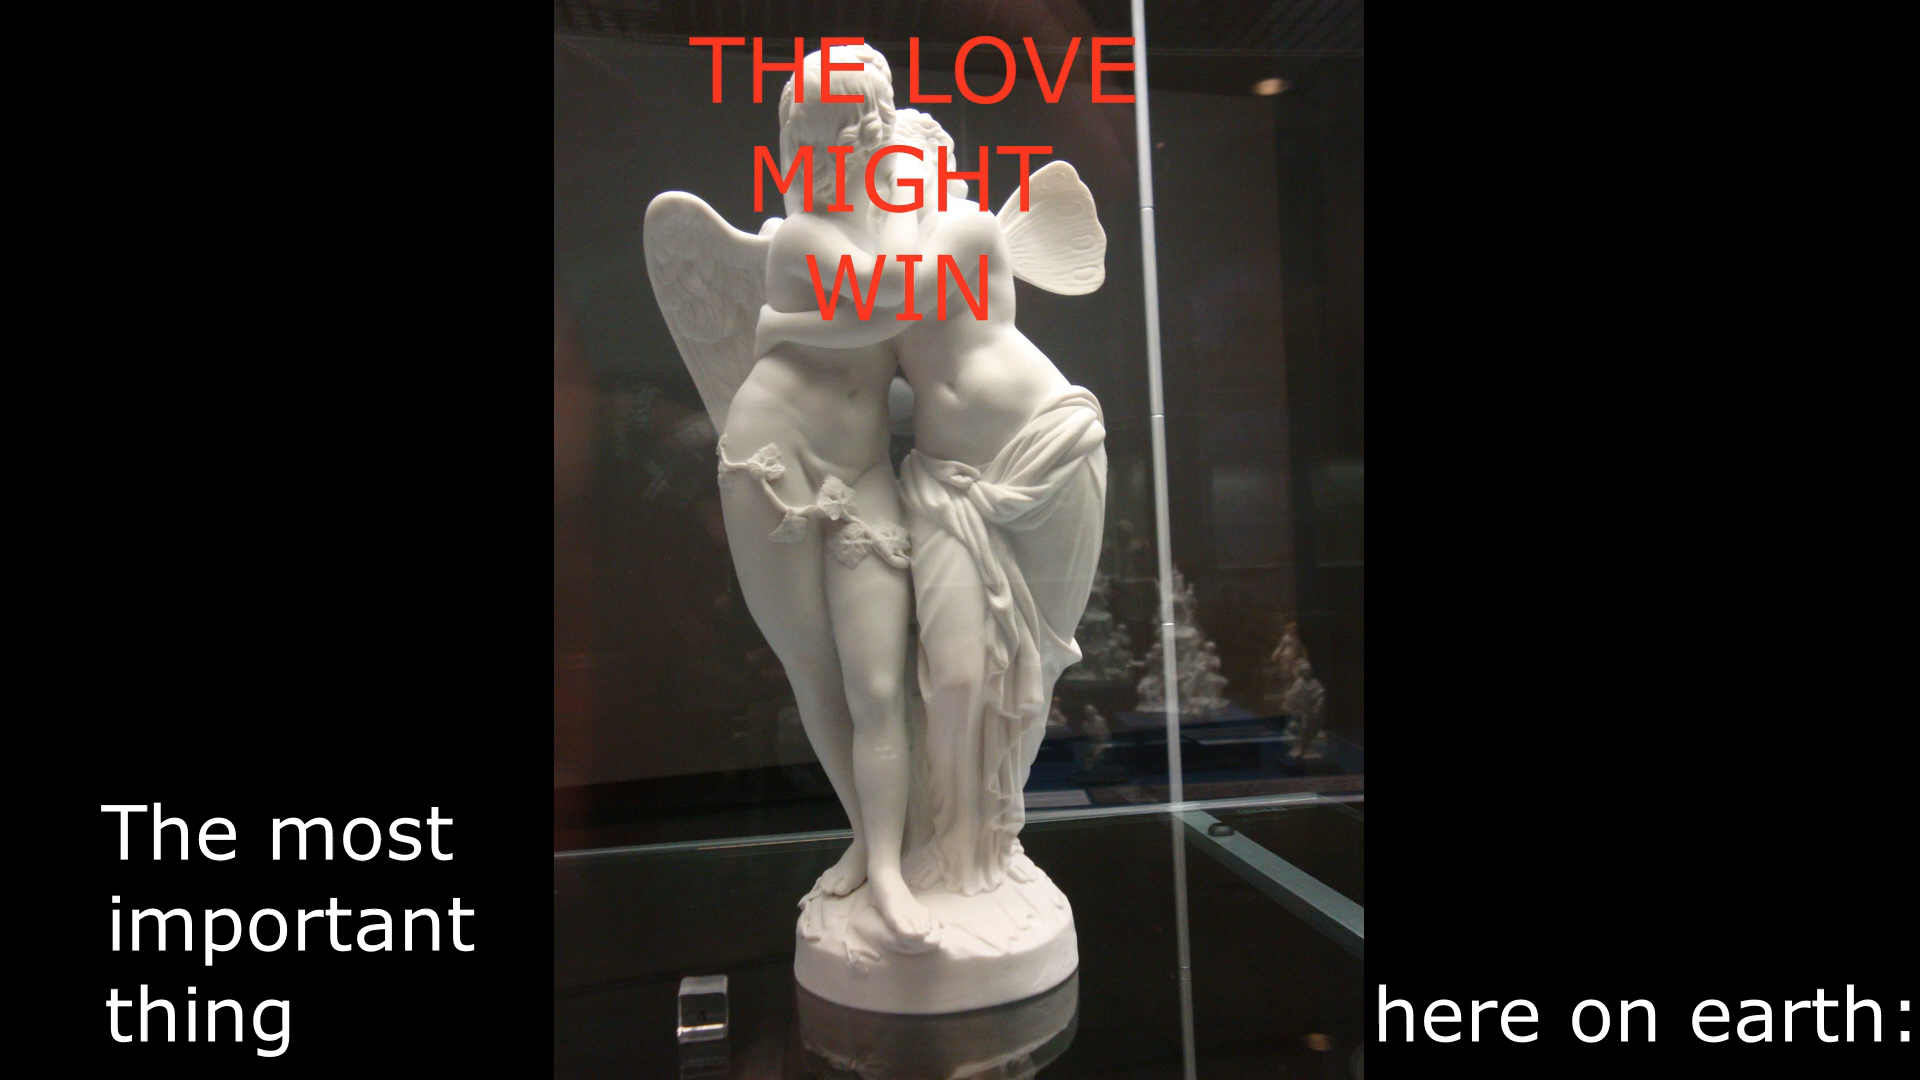 THE LOVE
MIGHT
WIN
The most
important
thing
here on earth: